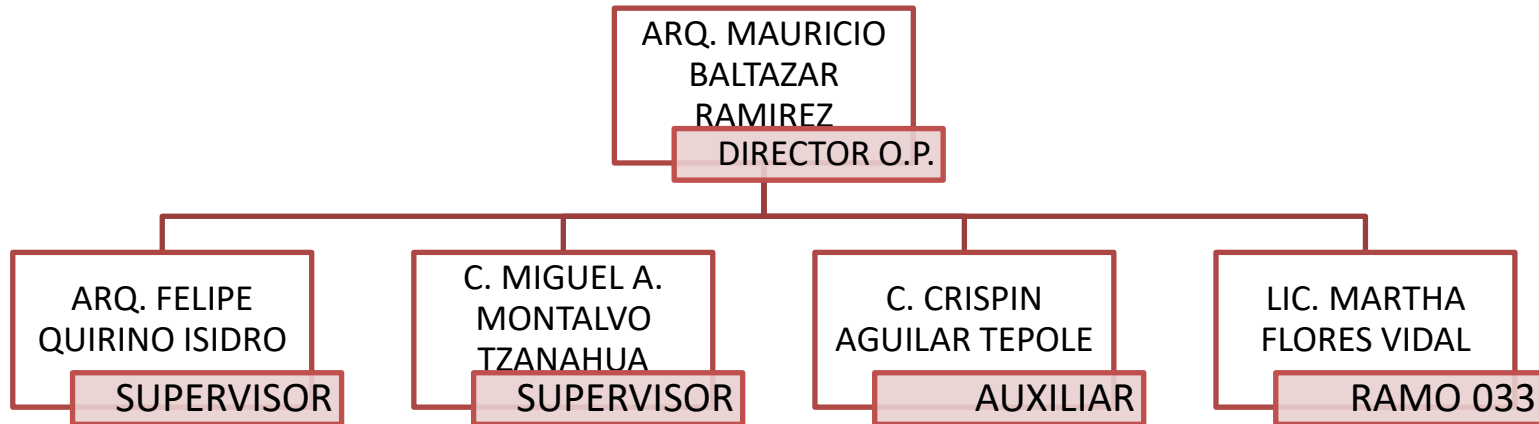 ARQ. MAURICIO
BALTAZAR
RAMIREZ
DIRECTOR O.P.
ARQ. FELIPE
QUIRINO ISIDRO
SUPERVISOR
C. MIGUEL A.
MONTALVO
TZANAHUA
SUPERVISOR
C. CRISPIN
AGUILAR TEPOLE
AUXILIAR
LIC. MARTHA
FLORES VIDAL
RAMO 033